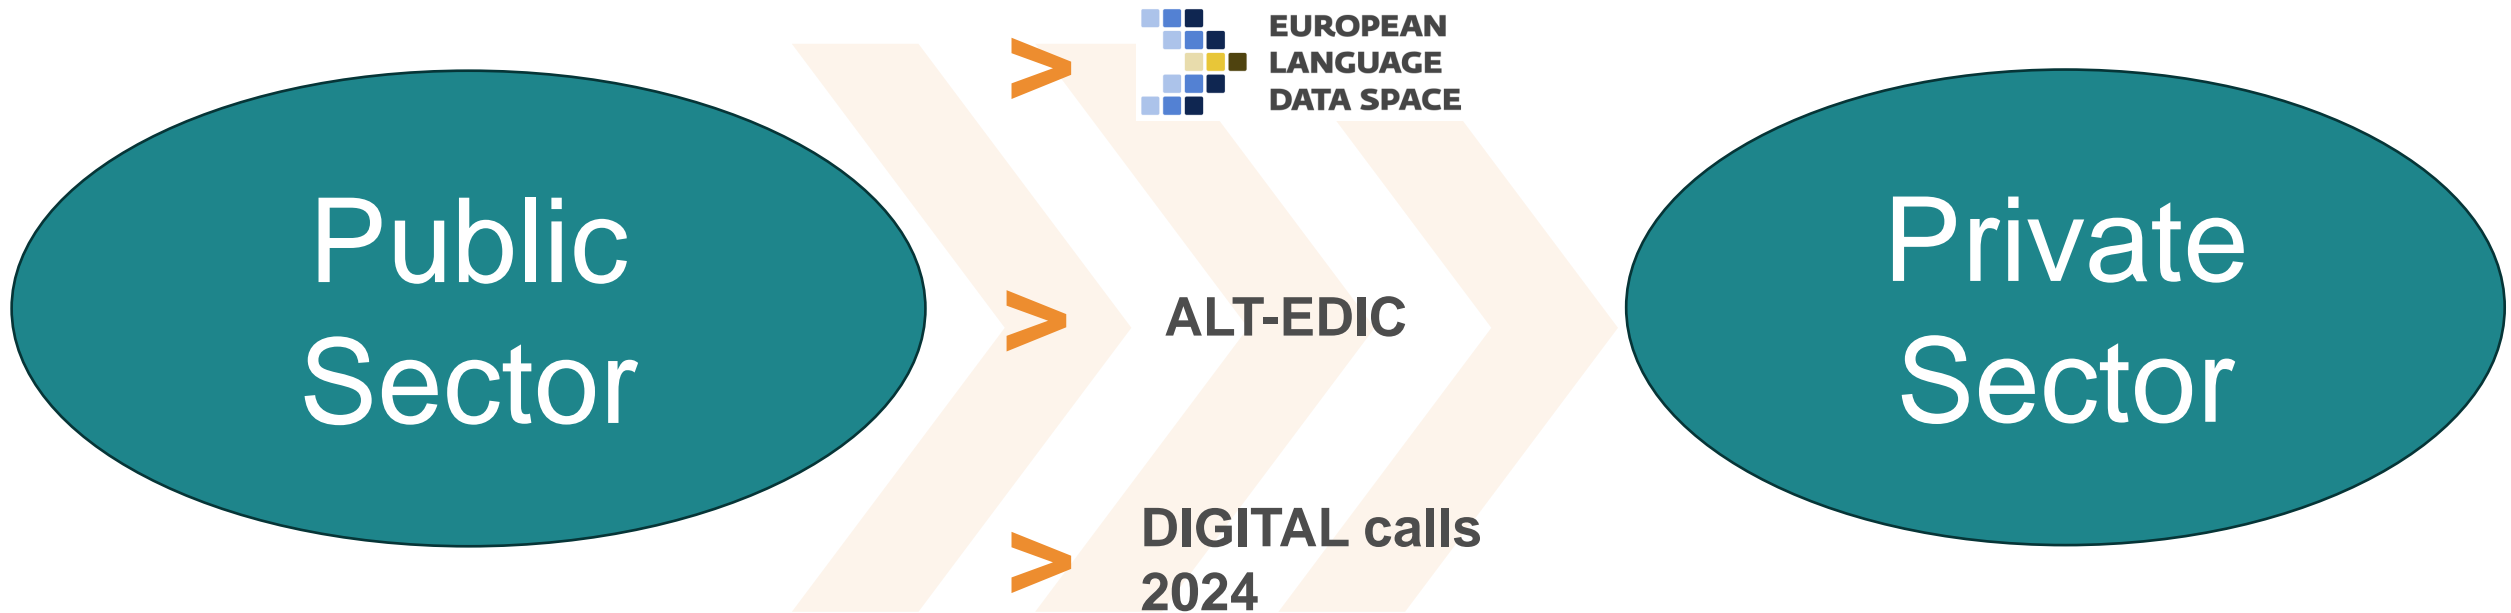 Public
Sector
>
EUROPEAN
LANGUAGE
DATA SPACE
>
ALT-EDIC
>
DIGITAL calls
2024
Private
Sector